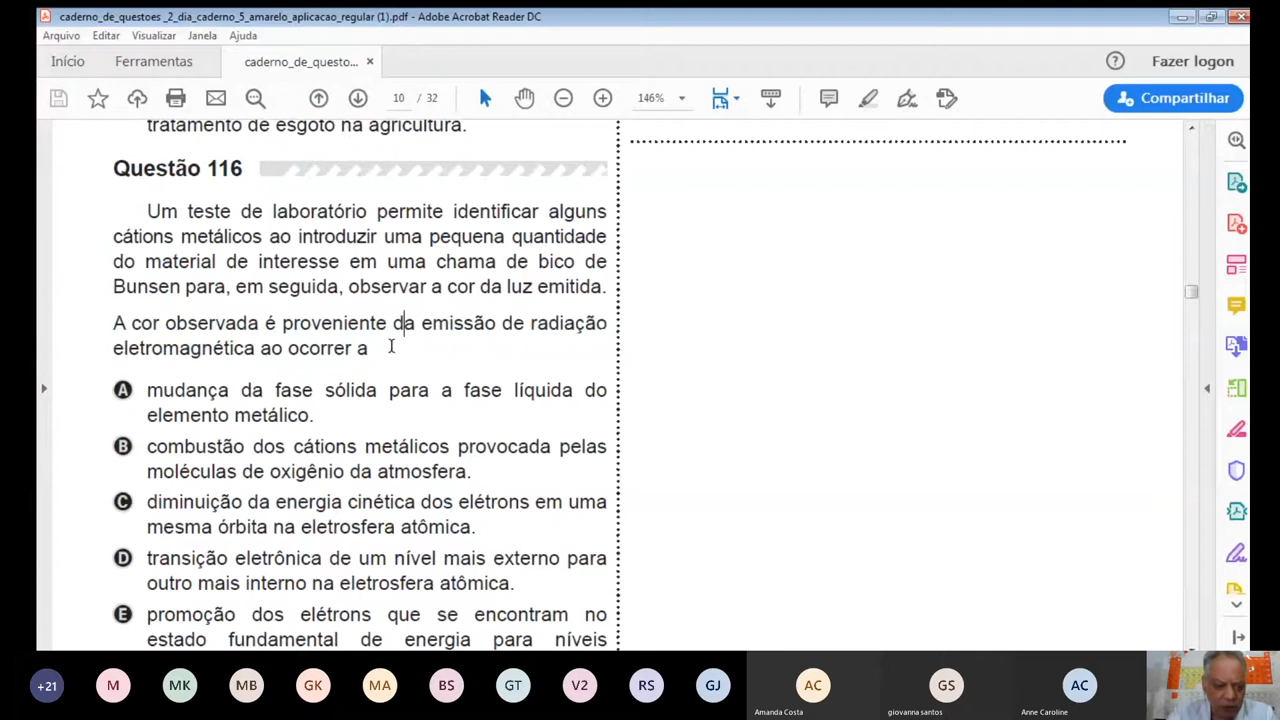 caderno_de_questoes _2_dia_caderno_5_amarelo_aplicacao_regular (1).pdf - Adobe Acrobat Reader DC
Arquivo Editar Visualizar Janela Ajuda
Início Ferramentas caderno_de_questo... × Fazer logon
10 / 32 146% Compartilhar
tratamento de esgoto na agricultura.
Questão 116
Um teste de laboratório permite identificar alguns
cátions metálicos ao introduzir uma pequena quantidade
do material de interesse em uma chama de bico de
Bunsen para, em seguida, observar a cor da luz emitida.
A cor observada é proveniente da emissão de radiação
eletromagnética ao ocorrer a
A mudança da fase sólida para a fase líquida do
elemento metálico.
B combustão dos cátions metálicos provocada pelas
moléculas de oxigênio da atmosfera.
C diminuição da energia cinética dos elétrons em uma
mesma órbita na eletrosfera atômica.
D transição eletrônica de um nível mais externo para
outro mais interno na eletrosfera atômica.
E promoção dos elétrons que se encontram no
estado fundamental de energia para níveis
+21 M MK MB GK MA BS GT V2 RS GJ AC GS AC
Amanda Costa giovanna santos Anne Caroline